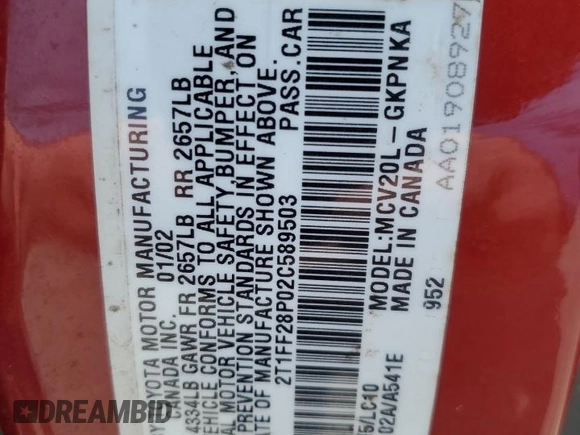 Y TOYOTA MOTOR MANUFACTURING
CANADA INC. 01/02
4334LB GAWR FR 2657LB RR 2657LB
VEHICLE CONFORMS TO ALL APPLICABLE
MOTOR VEHICLE SAFETY, BUMPER, AND
PREVENTION STANDARDS IN EFFECT ON
DATE OF MANUFACTURE SHOWN ABOVE.
2T1FF28P02C589503 PASS.CAR
MODEL:MCV20L-GKPNKA
5/LC10 MADE IN CANADA
02A/A541E 952
AA01908927
DREAMBID